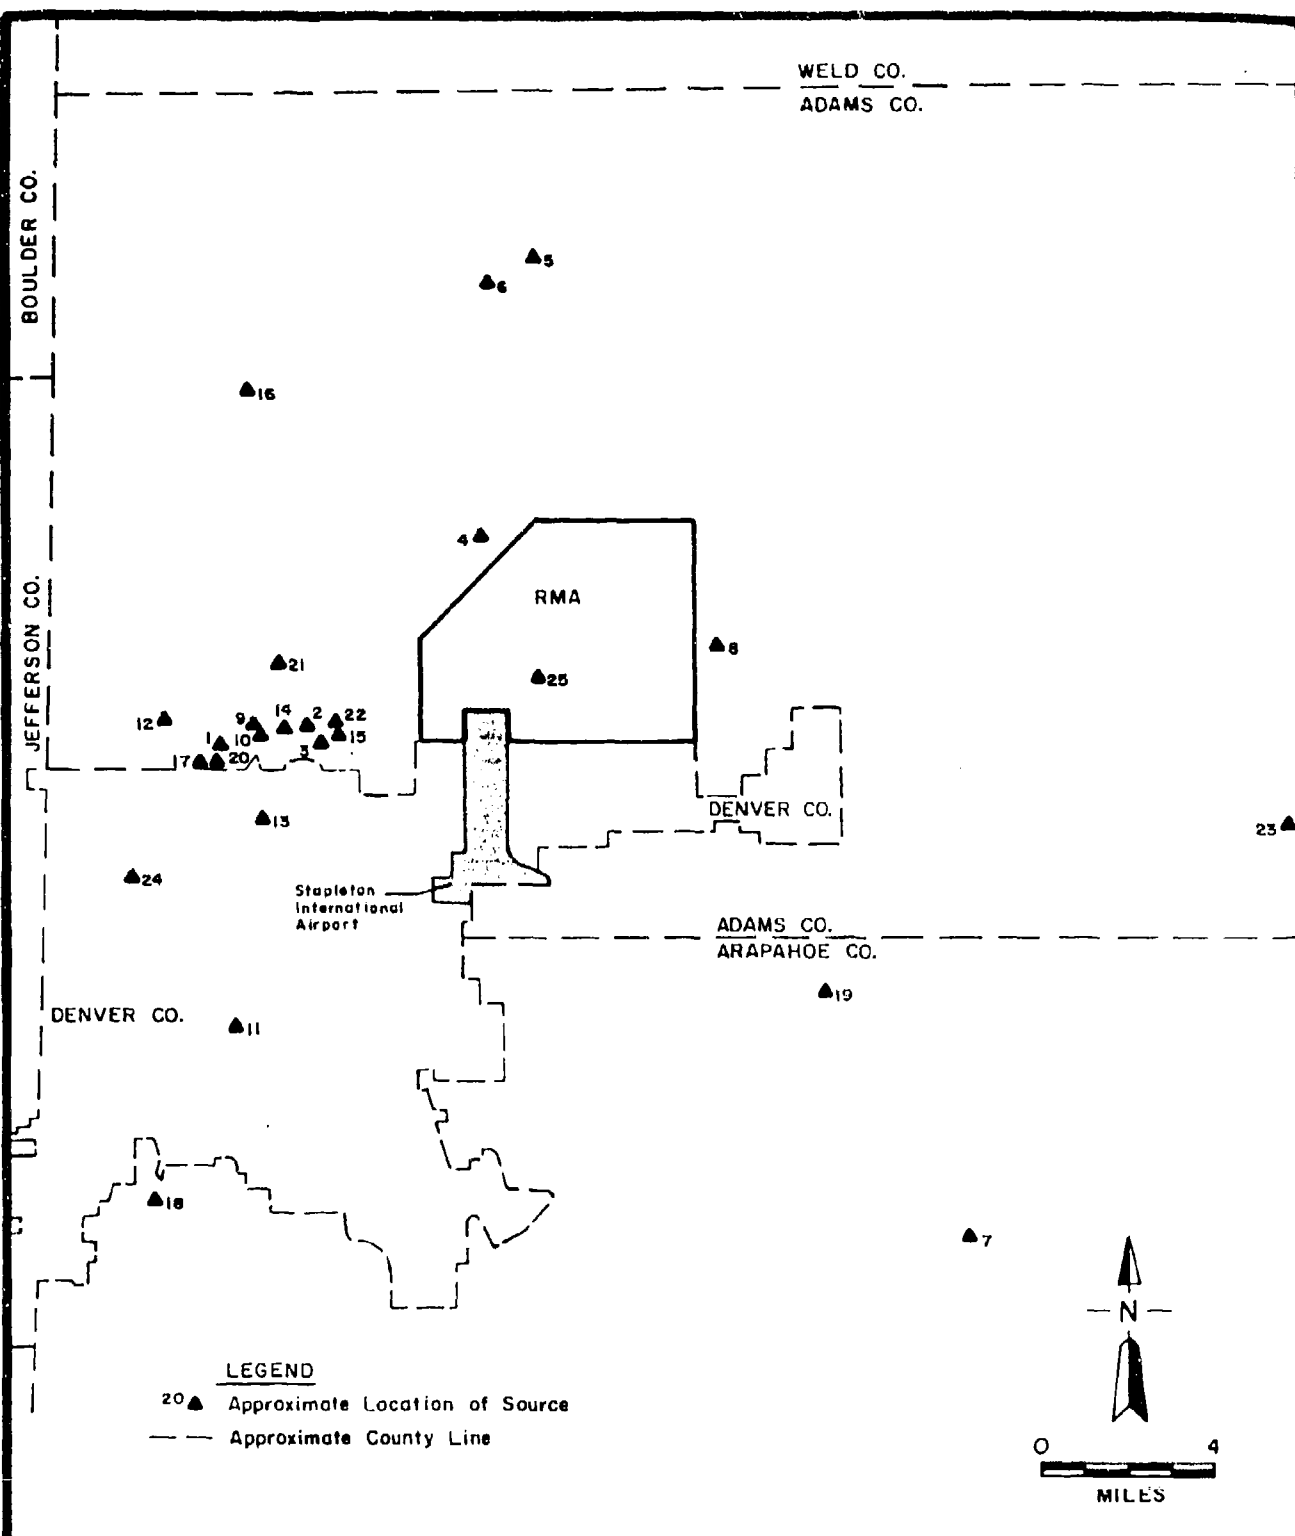 WELD CO.
ADAMS CO.
BOULDER CO.
5
6
16
4
RMA
JEFFERSON CO.
8
21
25
12
9
14
2
22
1
10
3
15
17
20
DENVER CO.
13
23
24
Stapleton
International
Airport
ADAMS CO.
ARAPAHOE CO.
19
DENVER CO.
11
18
7
N
LEGEND
20 Approximate Location of Source
Approximate County Line
0 4
MILES